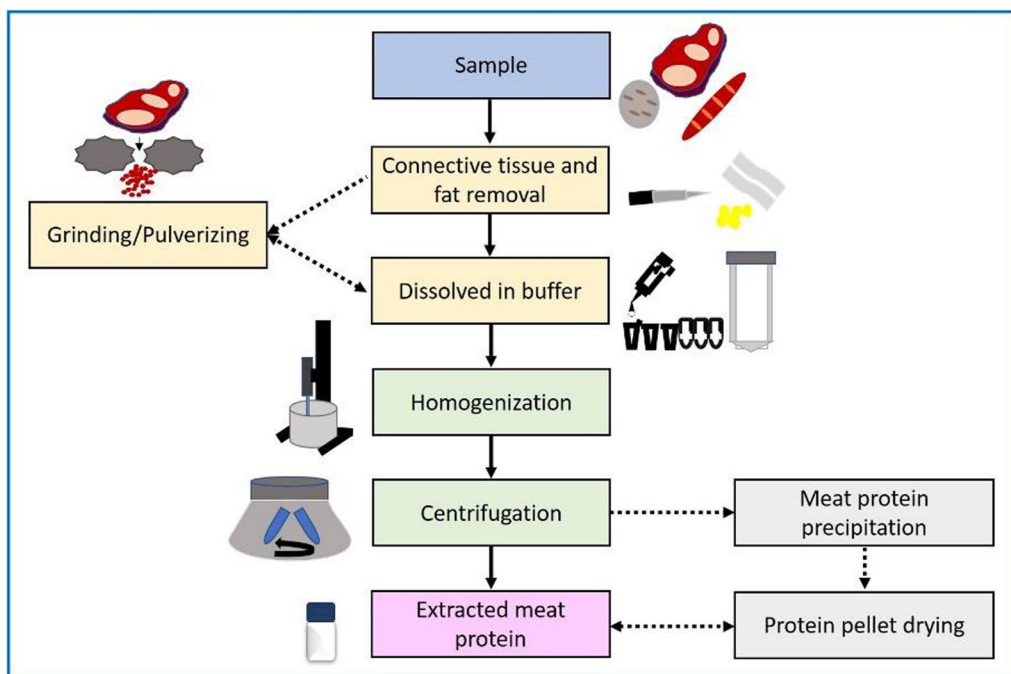 Sample
Connective tissue and
fat removal
Grinding/Pulverizing
Dissolved in buffer
Homogenization
Centrifugation
Meat protein
precipitation
Extracted meat
protein
Protein pellet drying